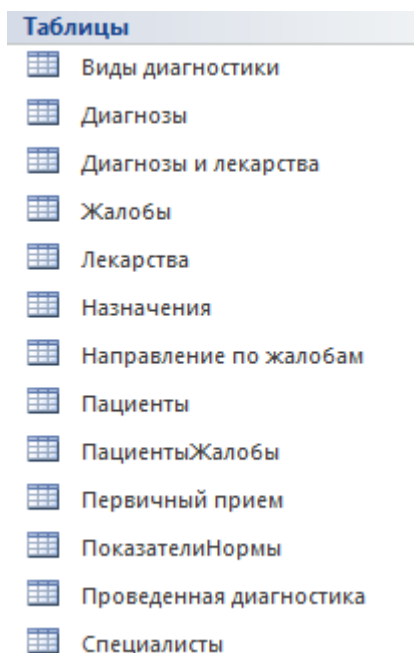 Таблицы
Виды диагностики
Диагнозы
Диагнозы и лекарства
Жалобы
Лекарства
Назначения
Направление по жалобам
Пациенты
ПациентыЖалобы
Первичный прием
ПоказателиНормы
Проведенная диагностика
Специалисты